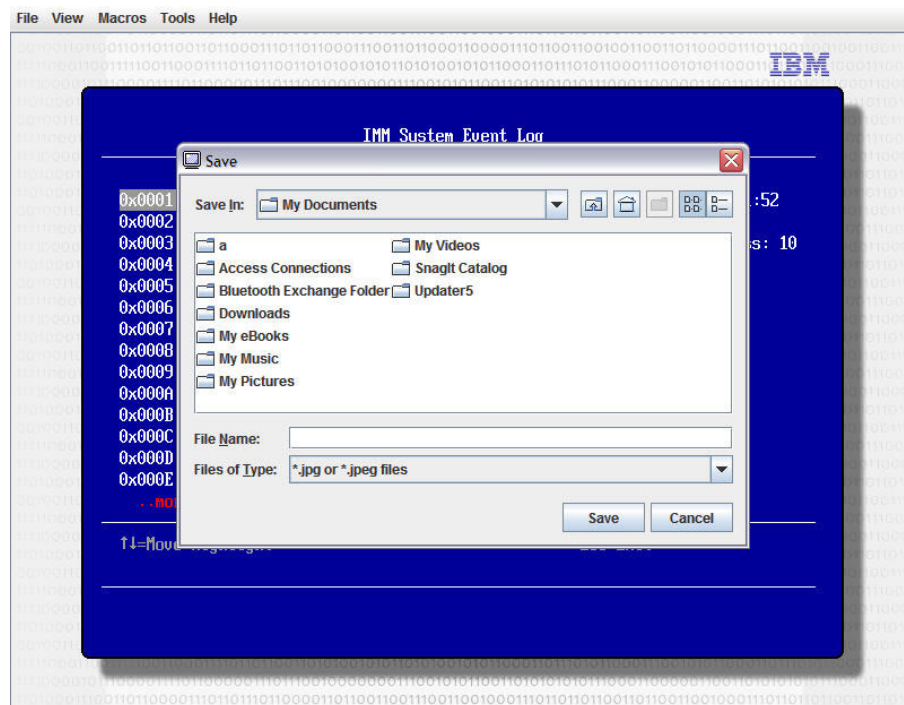 File View Macros Tools Help
IBM
IMM System Event Log
Save
Save In: My Documents
0x0001 :52
0x0002
0x0003 s: 10
0x0004
0x0005
0x0006
0x0007
0x0008
0x0009
0x000A
0x000B
0x000C
0x000D
0x000E
a
Access Connections
Bluetooth Exchange Folder
Downloads
My eBooks
My Music
My Pictures
My Videos
SnagIt Catalog
Updater5
File Name:
Files of Type: *.jpg or *.jpeg files
Save Cancel
..mo
↑↓=Move